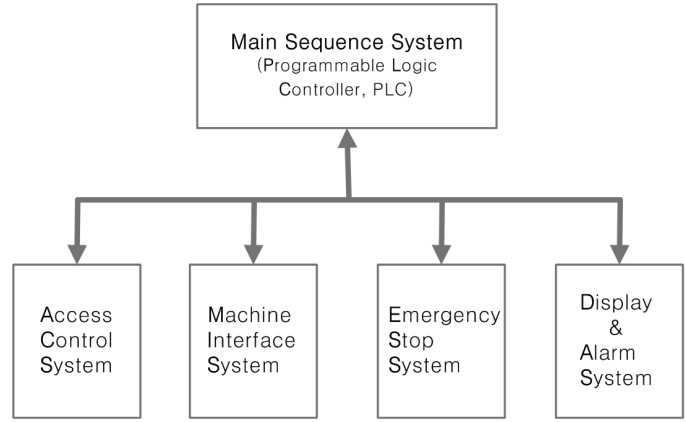 Main Sequence System
(Programmable Logic
Controller, PLC)
Access
Control
System
Machine
Interface
System
Emergency
Stop
System
Display
&
Alarm
System